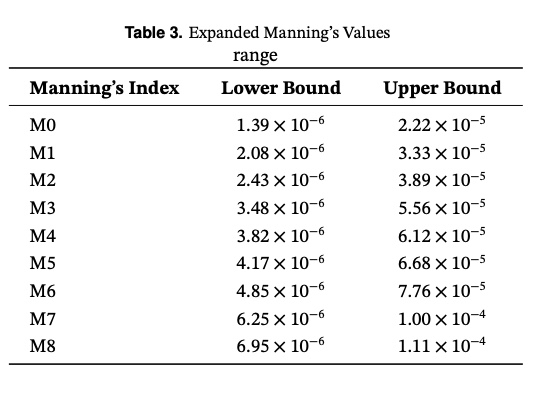 Table 3. Expanded Manning's Values
range
Manning's Index Lower Bound Upper Bound
M0 1.39 × 10⁻⁶ 2.22 × 10⁻⁵
M1 2.08 × 10⁻⁶ 3.33 × 10⁻⁵
M2 2.43 × 10⁻⁶ 3.89 × 10⁻⁵
M3 3.48 × 10⁻⁶ 5.56 × 10⁻⁵
M4 3.82 × 10⁻⁶ 6.12 × 10⁻⁵
M5 4.17 × 10⁻⁶ 6.68 × 10⁻⁵
M6 4.85 × 10⁻⁶ 7.76 × 10⁻⁵
M7 6.25 × 10⁻⁶ 1.00 × 10⁻⁴
M8 6.95 × 10⁻⁶ 1.11 × 10⁻⁴